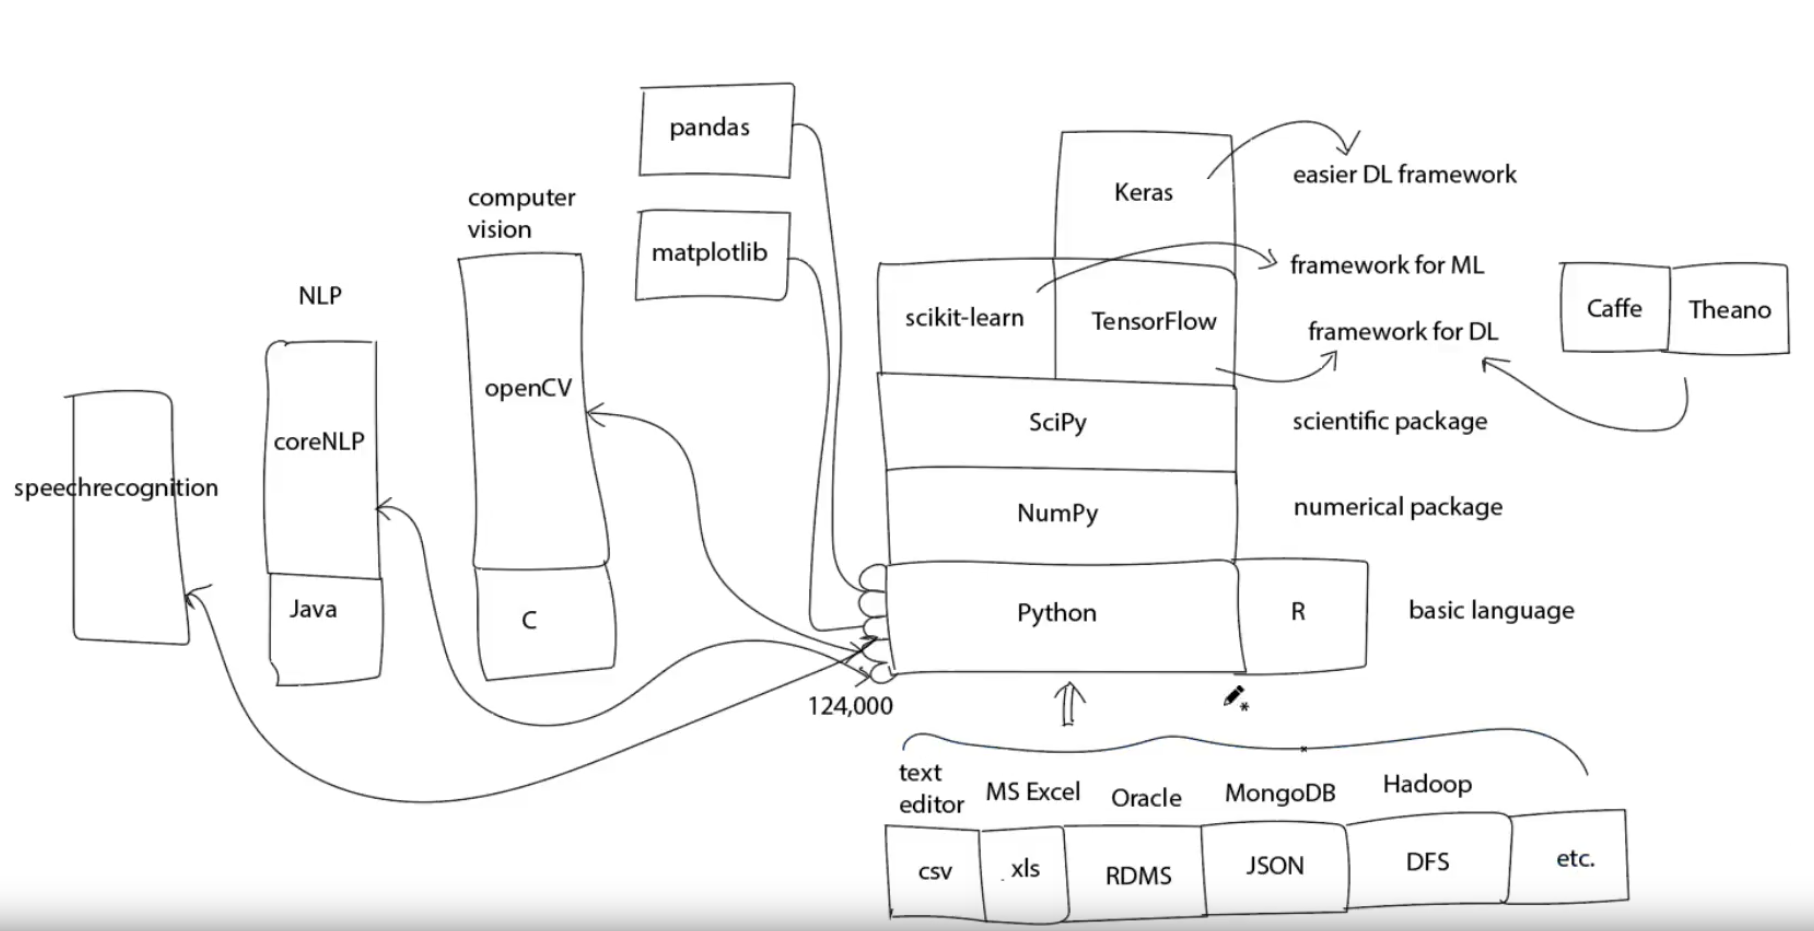 pandas
computer
vision
matplotlib
NLP
openCV
coreNLP
speechrecognition
Java
C
Keras
easier DL framework
scikit-learn
TensorFlow
framework for ML
framework for DL
Caffe
Theano
SciPy
scientific package
NumPy
numerical package
Python
R
basic language
124,000
text
editor
MS Excel
Oracle
MongoDB
Hadoop
csv
xls
RDMS
JSON
DFS
etc.